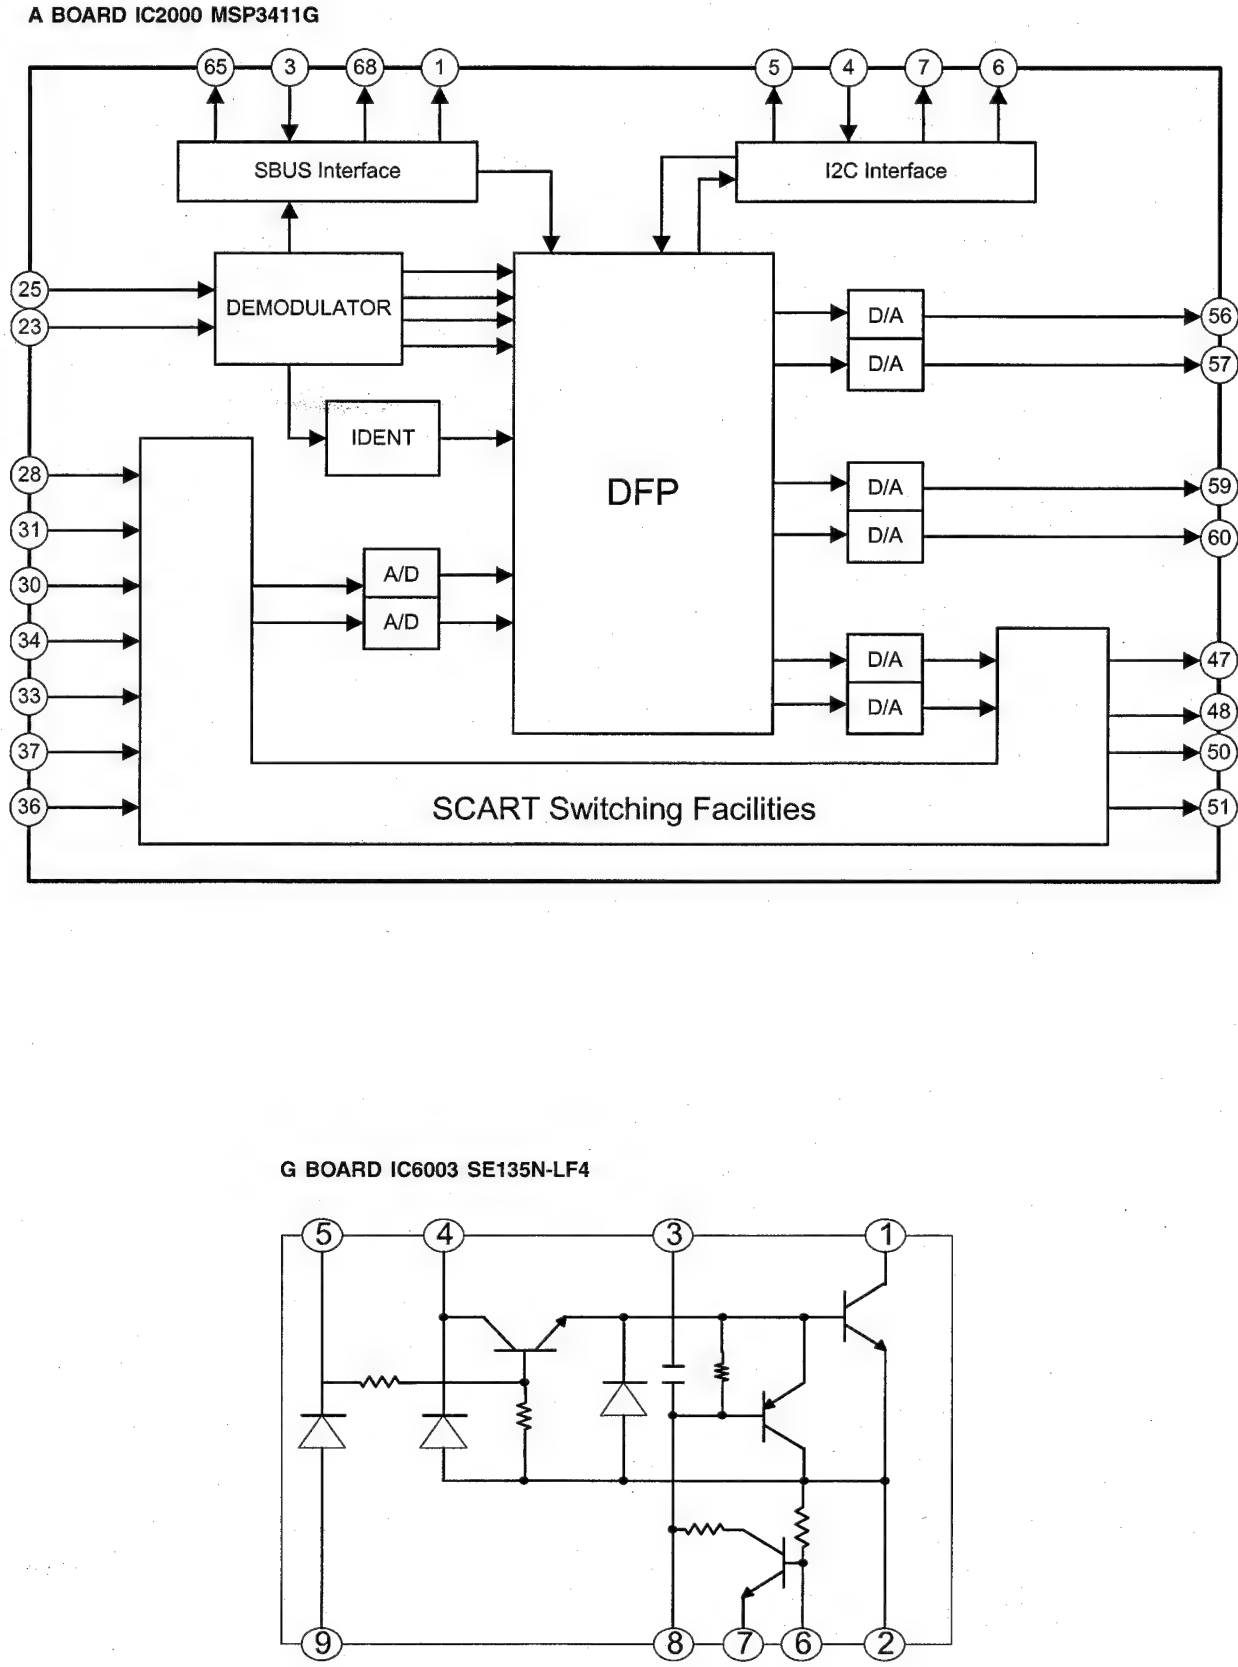 A BOARD IC2000 MSP3411G
65 3 68 1 5 4 7 6
SBUS Interface
I2C Interface
25
23
DEMODULATOR
D/A
56
D/A
57
IDENT
28
DFP
D/A
59
31
D/A
60
30
A/D
34
A/D
D/A
47
33
D/A
48
37
50
36
SCART Switching Facilities
51
G BOARD IC6003 SE135N-LF4
5 4 3 1
9 8 7 6 2